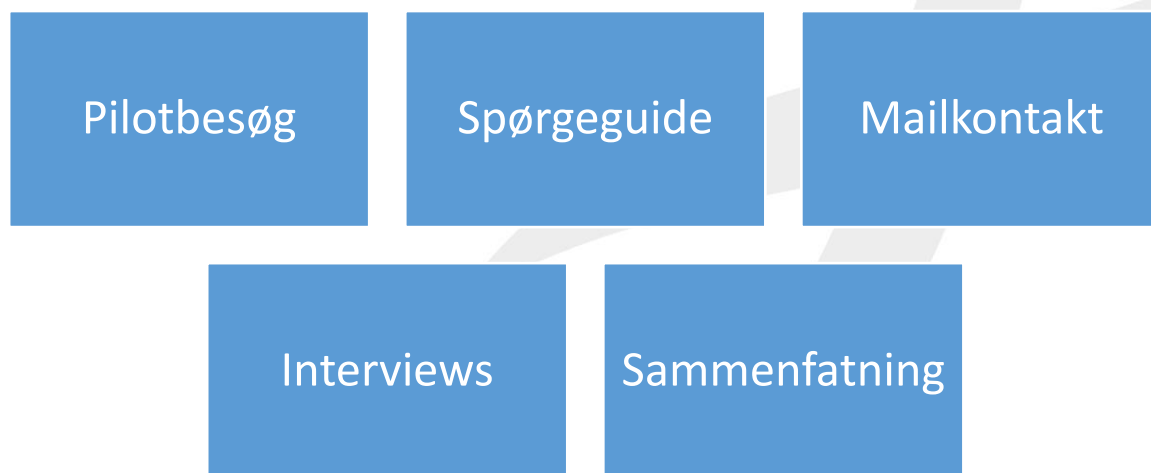 Pilotbesøg
Spørgeguide
Mailkontakt
Interviews
Sammenfatning